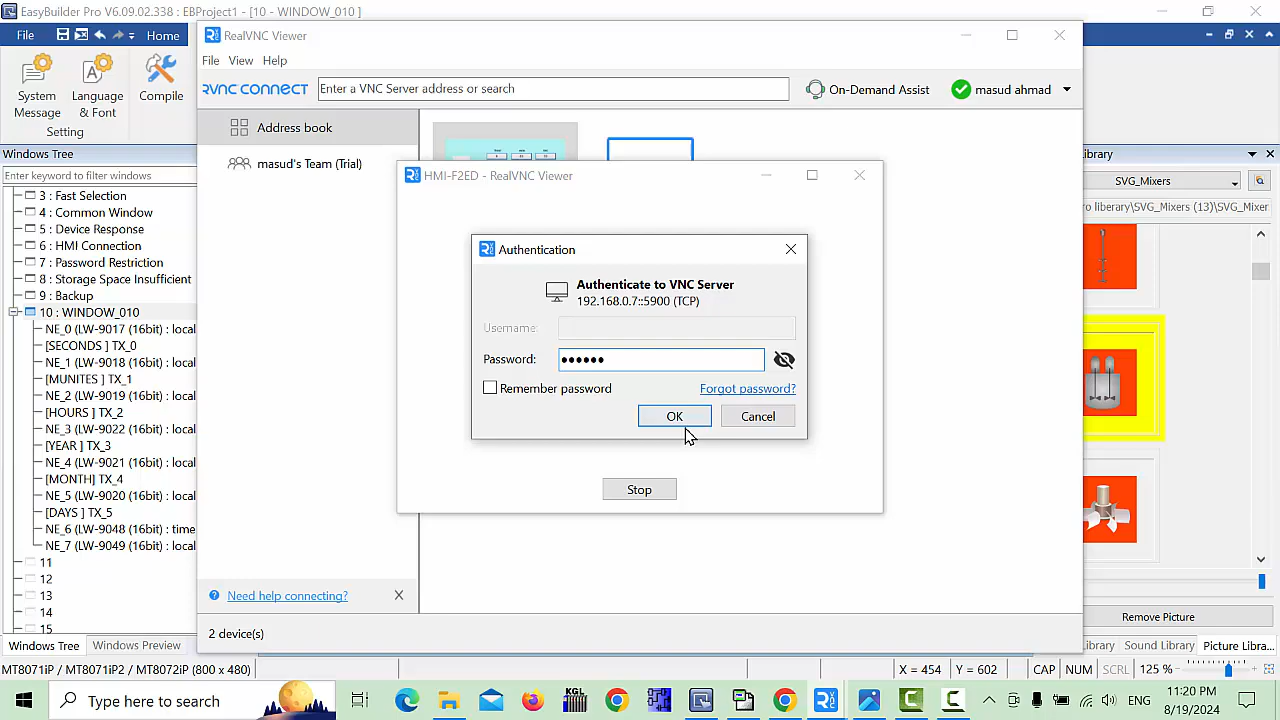 EasyBuilder Pro V6.09.02.338 : EBProject1 - [10 - WINDOW_010 ]
File
Home
System Message
Language & Font
Compile
Setting
Windows Tree
Enter keyword to filter windows
3 : Fast Selection
4 : Common Window
5 : Device Response
6 : HMI Connection
7 : Password Restriction
8 : Storage Space Insufficient
9 : Backup
10 : WINDOW_010
NE_0 (LW-9017 (16bit) : local
[SECONDS ] TX_0
NE_1 (LW-9018 (16bit) : local
[MUNITES ] TX_1
NE_2 (LW-9019 (16bit) : local
[HOURS ] TX_2
NE_3 (LW-9022 (16bit) : local
[YEAR ] TX_3
NE_4 (LW-9021 (16bit) : local
[MONTH] TX_4
NE_5 (LW-9020 (16bit) : local
[DAYS ] TX_5
NE_6 (LW-9048 (16bit) : time
NE_7 (LW-9049 (16bit) : local
11
12
13
14
15
Windows Tree
Windows Preview
RealVNC Viewer
File View Help
RVNC CONNECT
Enter a VNC Server address or search
On-Demand Assist
masud ahmad
Address book
masud's Team (Trial)
HMI-F2ED - RealVNC Viewer
Authentication
Authenticate to VNC Server
192.168.0.7::5900 (TCP)
Username:
Password:
Remember password
Forgot password?
OK
Cancel
Stop
Need help connecting?
2 device(s)
ibrary
SVG_Mixers
ro liberary\SVG_Mixers (13)\SVG_Mixer
Remove Picture
ibrary
Sound Library
Picture Libra...
MT8071iP / MT8071iP2 / MT8072iP (800 x 480)
X = 454
Y = 602
CAP
NUM
SCRL
125 %
Type here to search
KGL
ENG
11:20 PM
8/19/2024